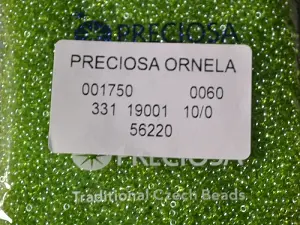 PRECIOSA
PRECIOSA ORNELA
001750 0060
331 19001 10/0
56220
PRECIOSA
Traditional Czech Beads